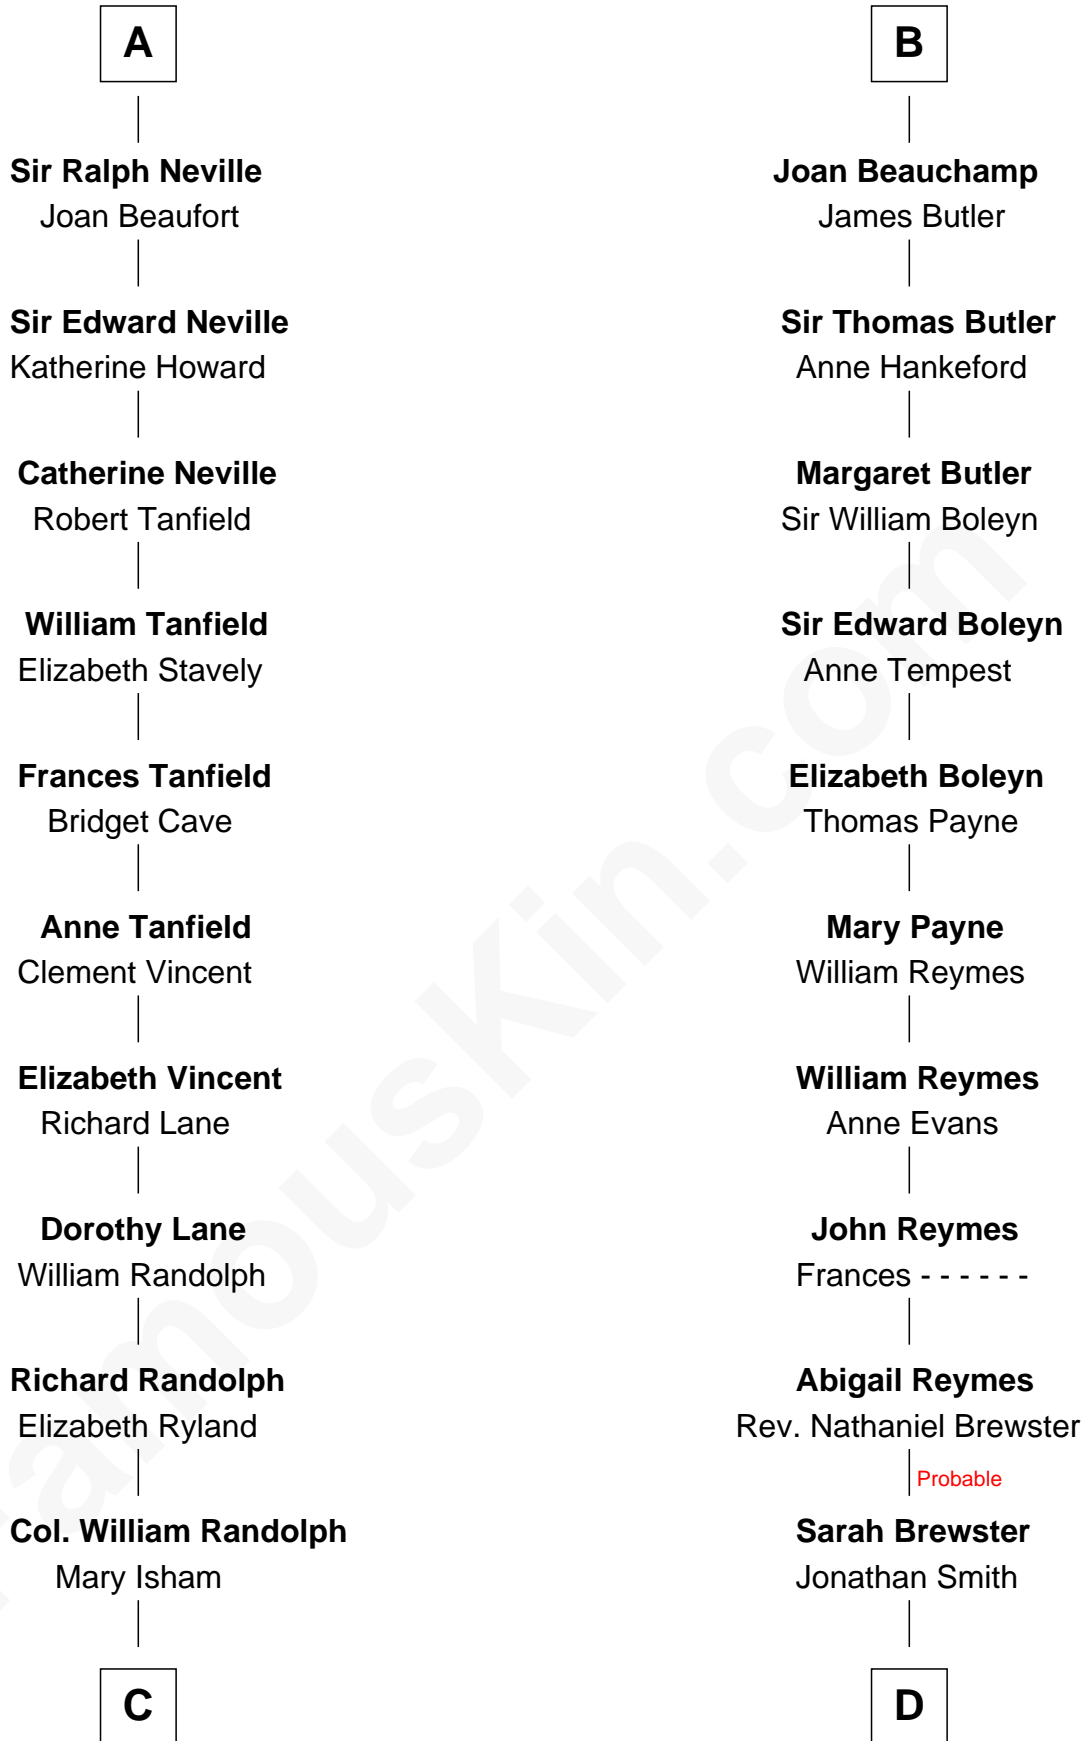 A
Sir Ralph Neville
Joan Beaufort
Sir Edward Neville
Katherine Howard
Catherine Neville
Robert Tanfield
William Tanfield
Elizabeth Stavely
Frances Tanfield
Bridget Cave
Anne Tanfield
Clement Vincent
Elizabeth Vincent
Richard Lane
Dorothy Lane
William Randolph
Richard Randolph
Elizabeth Ryland
Col. William Randolph
Mary Isham
C
B
Joan Beauchamp
James Butler
Sir Thomas Butler
Anne Hankeford
Margaret Butler
Sir William Boleyn
Sir Edward Boleyn
Anne Tempest
Elizabeth Boleyn
Thomas Payne
Mary Payne
William Reymes
William Reymes
Anne Evans
John Reymes
Frances - - - - - -
Abigail Reymes
Rev. Nathaniel Brewster
Probable
Sarah Brewster
Jonathan Smith
D
FamousKin.com